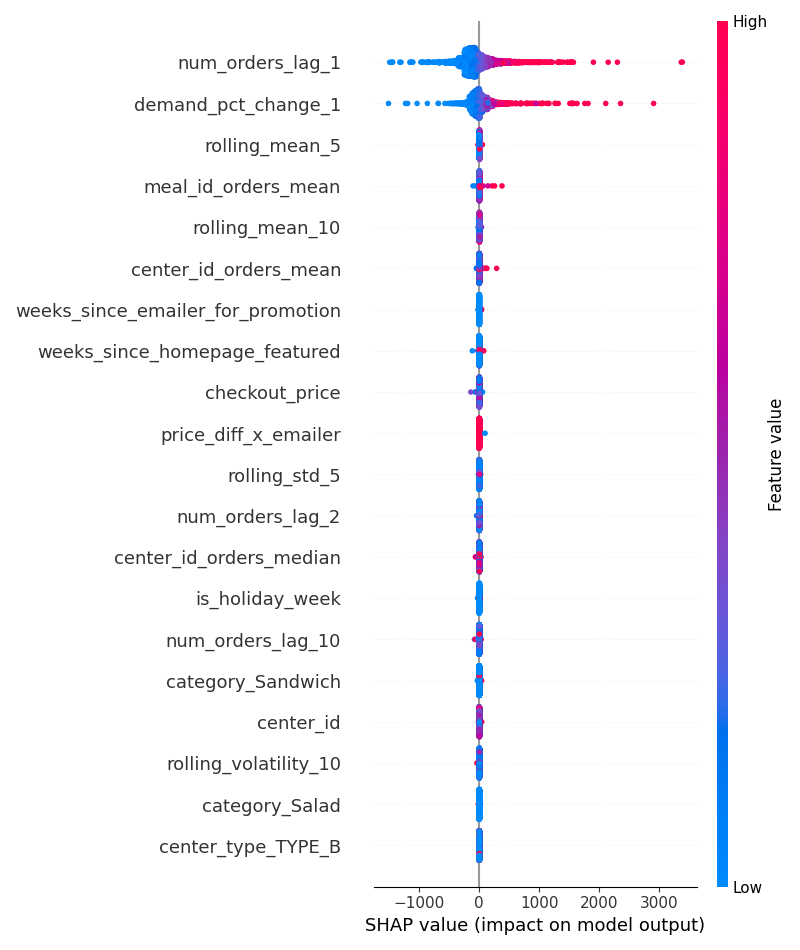 High
num_orders_lag_1
demand_pct_change_1
rolling_mean_5
meal_id_orders_mean
rolling_mean_10
center_id_orders_mean
weeks_since_emailer_for_promotion
weeks_since_homepage_featured
checkout_price
price_diff_x_emailer
rolling_std_5
num_orders_lag_2
center_id_orders_median
is_holiday_week
num_orders_lag_10
category_Sandwich
center_id
rolling_volatility_10
category_Salad
center_type_TYPE_B
Feature value
Low
−1000 0 1000 2000 3000
SHAP value (impact on model output)